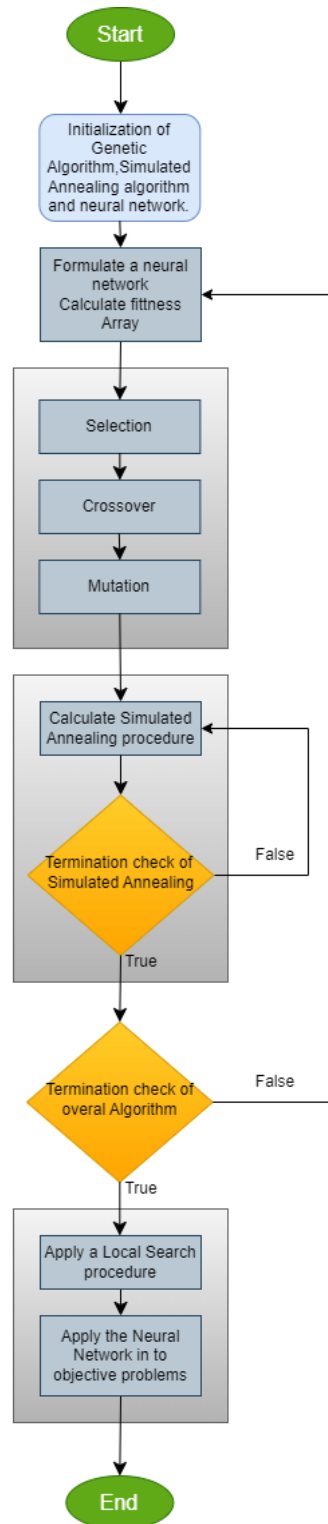 Start
Initialization of
Genetic
Algorithm,Simulated
Annealing algorithm
and neural network.
Formulate a neural
network
Calculate fittness
Array
Selection
Crossover
Mutation
Calculate Simulated
Annealing procedure
Termination check of
Simulated Annealing
False
True
Termination check of
overal Algorithm
False
True
Apply a Local Search
procedure
Apply the Neural
Network in to
objective problems
End